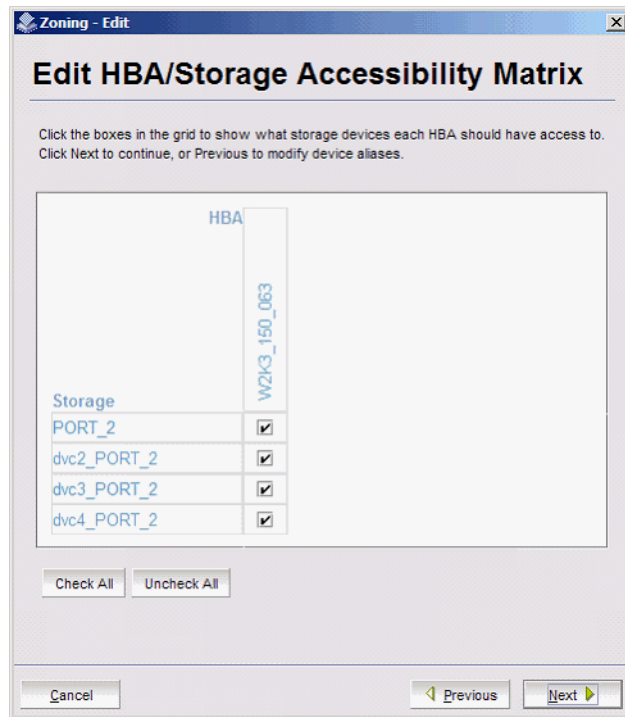 Zoning - Edit
Edit HBA/Storage Accessibility Matrix
Click the boxes in the grid to show what storage devices each HBA should have access to.
Click Next to continue, or Previous to modify device aliases.
HBA
W2K3_150_063
Storage
PORT_2
dvc2_PORT_2
dvc3_PORT_2
dvc4_PORT_2
Check All Uncheck All
Cancel Previous Next